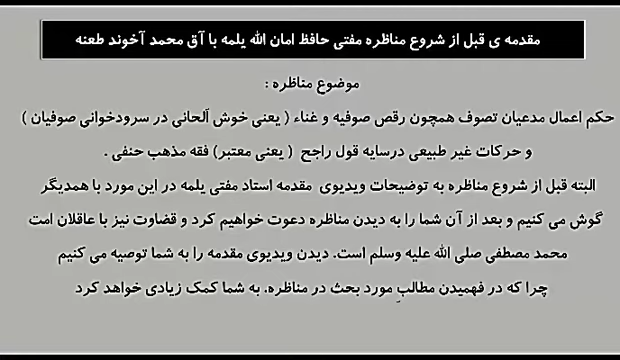 مقدمه ی قبل از شروع مناظره مفتی حافظ امان الله یلمه با آق محمد آخوند طعنه
موضوع مناظره :
حکم اعمال مدعیان تصوف همچون رقص صوفیه و غناء ( یعنی خوش آلحانی در سرودخوانی صوفیان )
و حرکات غیر طبیعی درسایه قول راجح ( یعنی معتبر) فقه مذهب حنفی .
البته قبل از شروع مناظره به توضیحات ویدیوی مقدمه استاد مفتی یلمه در این مورد با همدیگر
گوش می کنیم و بعد از آن شما را به دیدن مناظره دعوت خواهیم کرد و قضاوت نیز با عاقلان امت
محمد مصطفی صلی الله علیه وسلم است. دیدن ویدیوی مقدمه را به شما توصیه می کنیم
چرا که در فهمیدن مطالبِ مورد بحث در مناظره، به شما کمک زیادی خواهد کرد